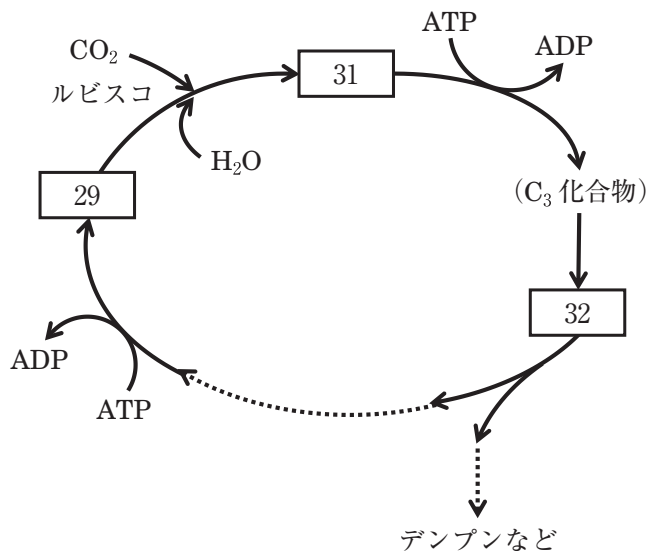 ATP
ADP
CO₂
ルビスコ
31
H₂O
29
(C₃ 化合物)
32
ADP
ATP
デンプンなど